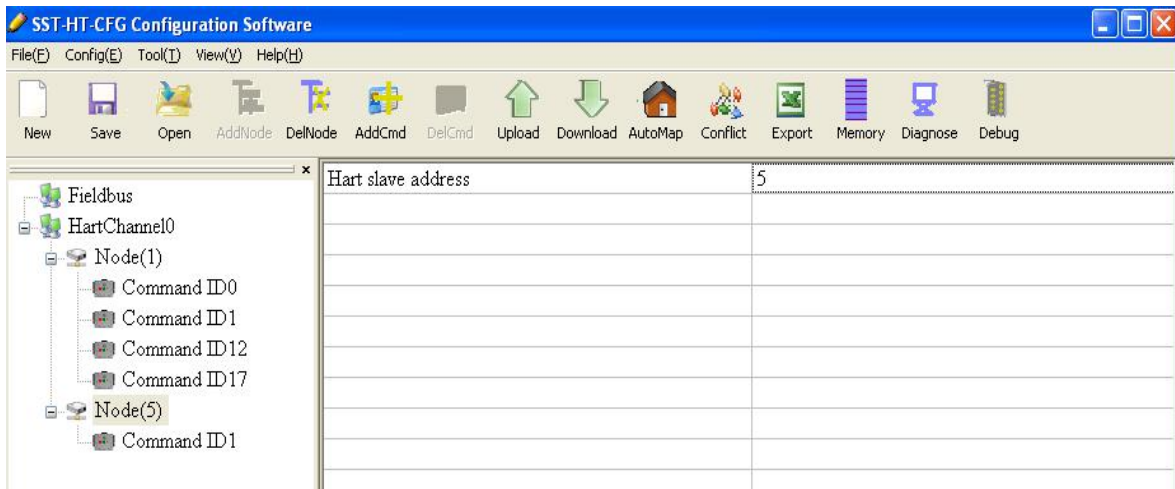 SST-HT-CFG Configuration Software
File(F) Config(E) Tool(T) View(V) Help(H)
New Save Open AddNode DelNode AddCmd DelCmd Upload Download AutoMap Conflict Export Memory Diagnose Debug
Hart slave address 5
Fieldbus
HartChannel0
Node(1)
Command ID0
Command ID1
Command ID12
Command ID17
Node(5)
Command ID1